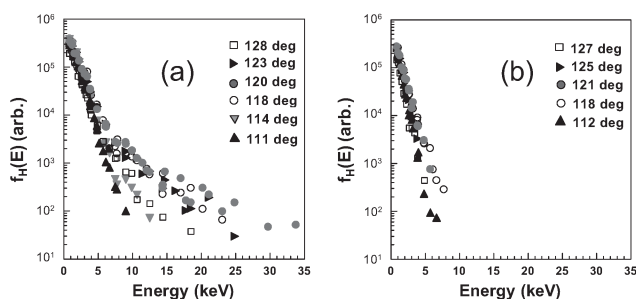 (a)
f_H(E) (arb.)
10^6
10^5
10^4
10^3
10^2
10^1
128 deg
123 deg
120 deg
118 deg
114 deg
111 deg
0 5 10 15 20 25 30 35
Energy (keV)
(b)
f_H(E) (arb.)
10^6
10^5
10^4
10^3
10^2
10^1
127 deg
125 deg
121 deg
118 deg
112 deg
0 5 10 15 20 25 30 35
Energy (keV)